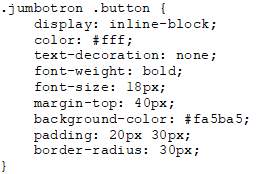 .jumbotron .button {
    display: inline-block;
    color: #fff;
    text-decoration: none;
    font-weight: bold;
    font-size: 18px;
    margin-top: 40px;
    background-color: #fa5ba5;
    padding: 20px 30px;
    border-radius: 30px;
}